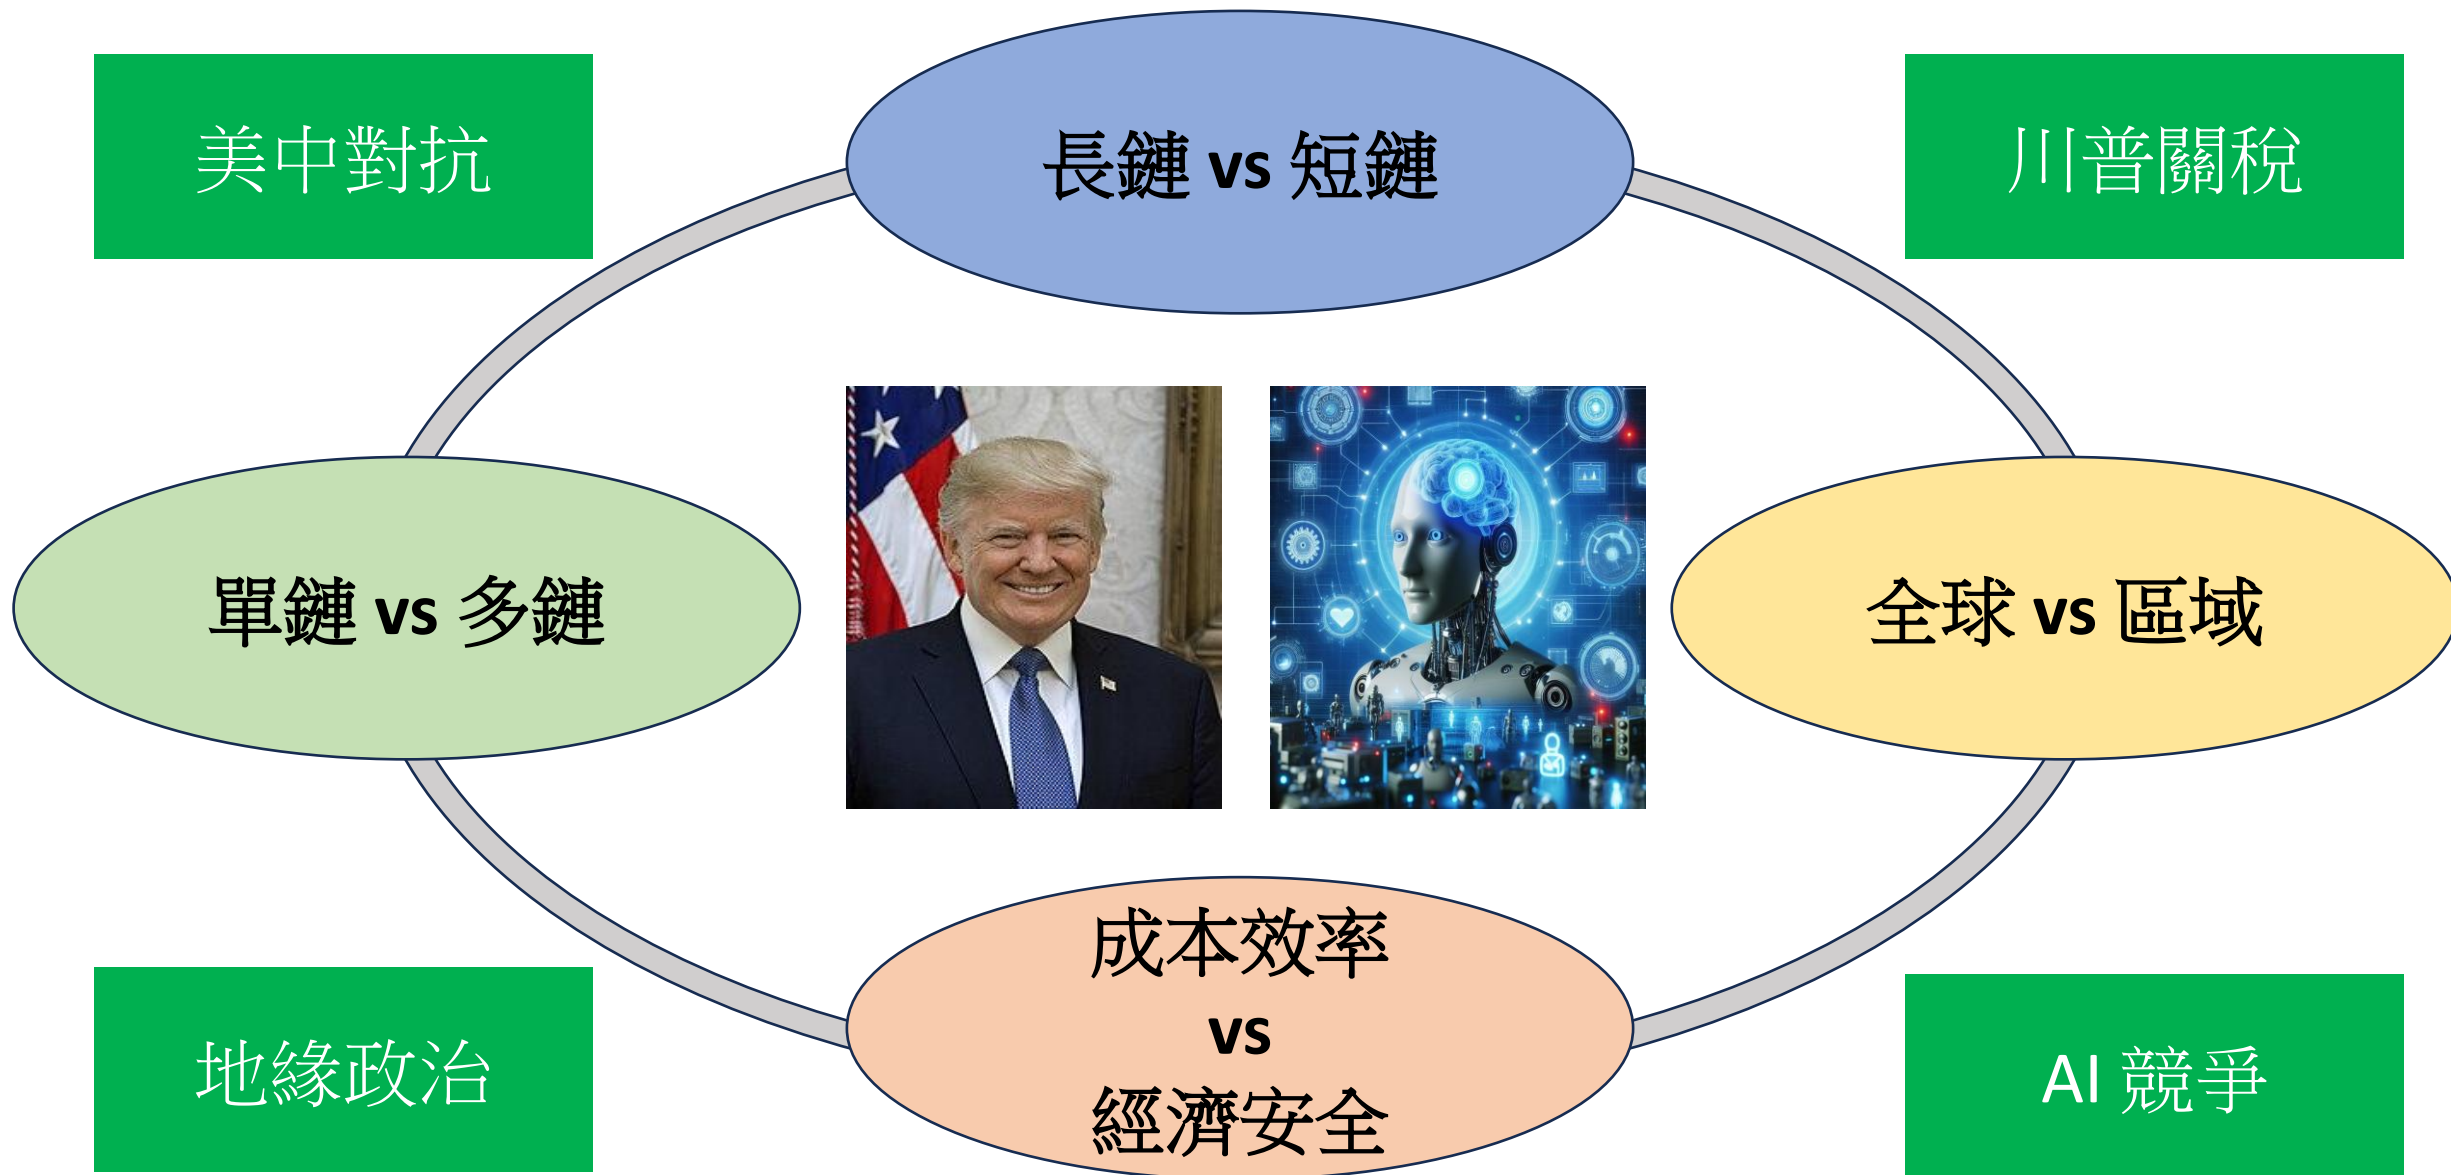 美中對抗
長鏈 vs 短鏈
川普關稅
單鏈 vs 多鏈
全球 vs 區域
成本效率
vs
經濟安全
地緣政治
AI 競爭